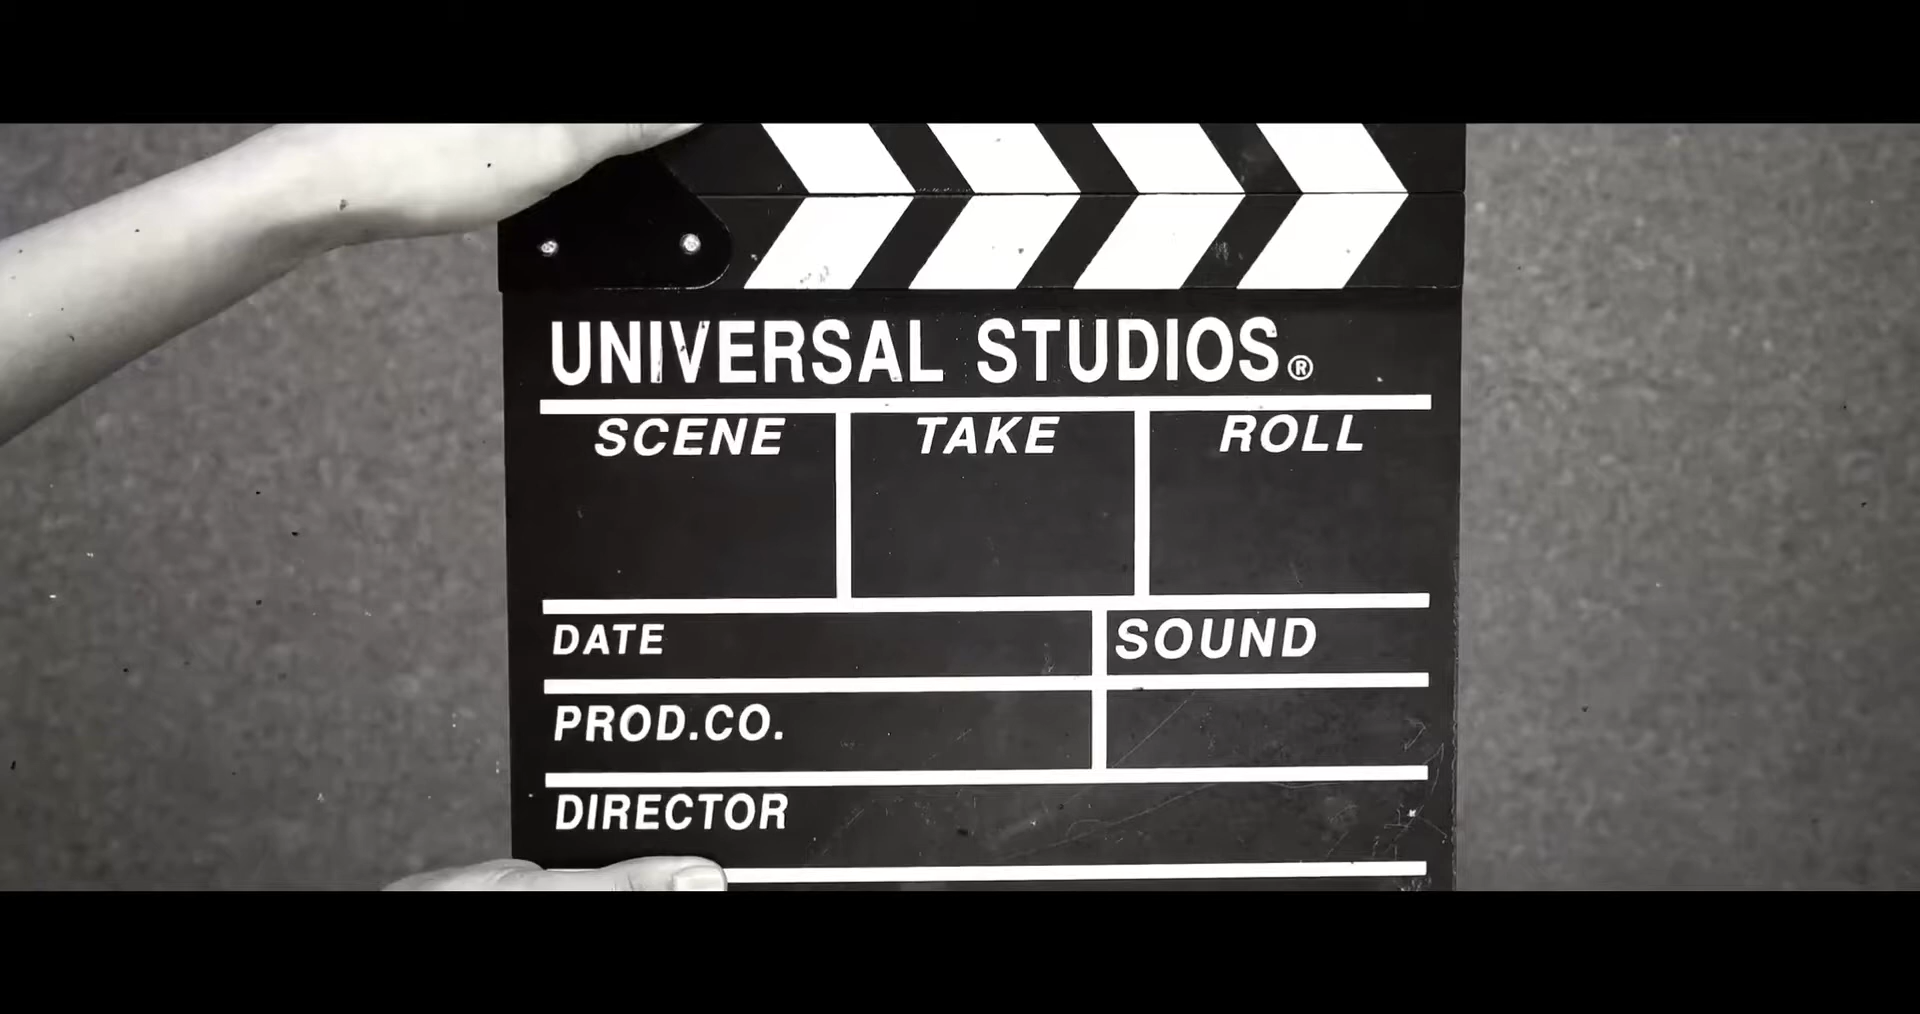 UNIVERSAL STUDIOS®
SCENE TAKE ROLL
DATE SOUND
PROD.CO.
DIRECTOR